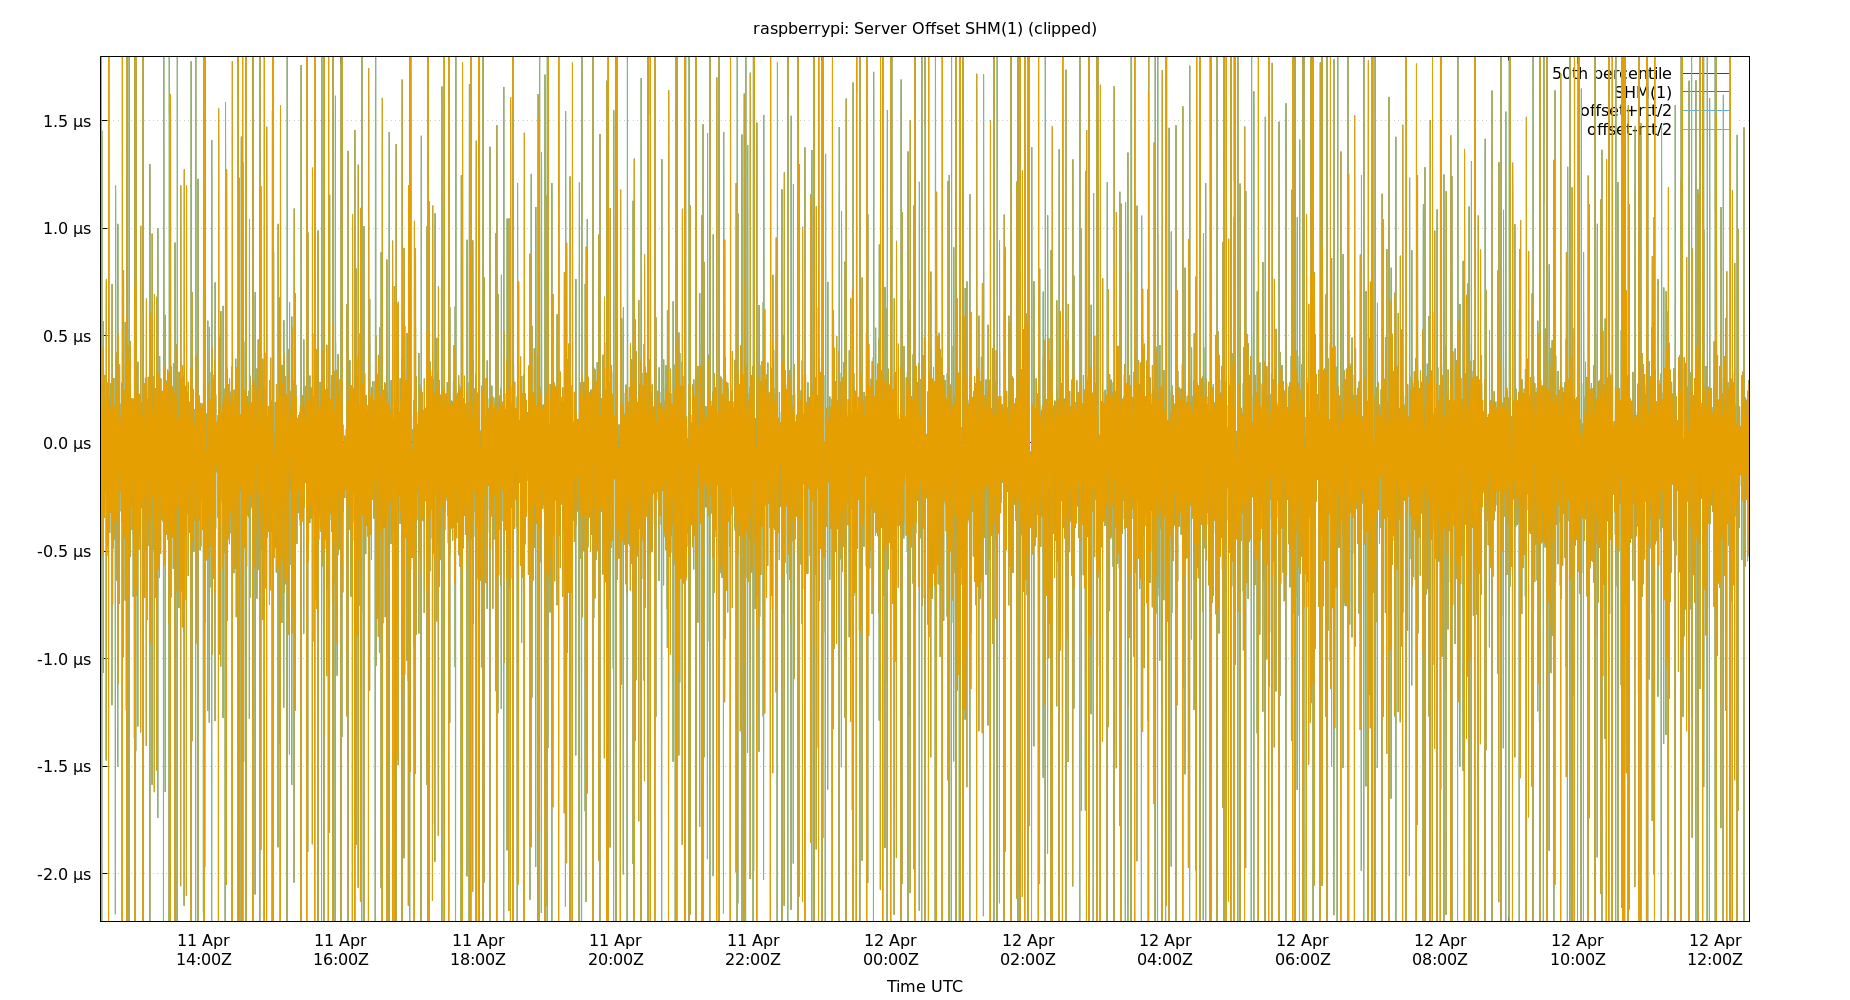 raspberrypi: Server Offset SHM(1) (clipped)
50th percentile
SHM(1)
offset+rtt/2
offset-rtt/2
1.5 µs
1.0 µs
0.5 µs
0.0 µs
-0.5 µs
-1.0 µs
-1.5 µs
-2.0 µs
11 Apr 11 Apr 11 Apr 11 Apr 11 Apr 12 Apr 12 Apr 12 Apr 12 Apr 12 Apr 12 Apr 12 Apr
14:00Z 16:00Z 18:00Z 20:00Z 22:00Z 00:00Z 02:00Z 04:00Z 06:00Z 08:00Z 10:00Z 12:00Z
Time UTC